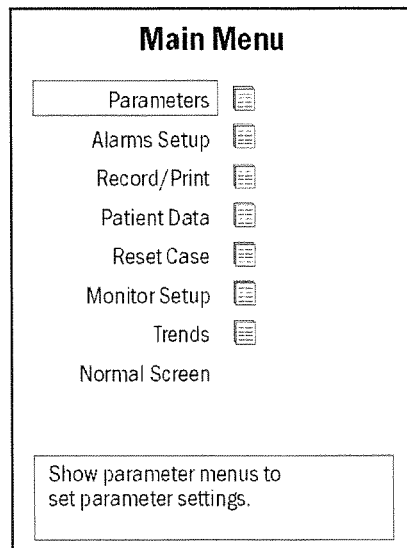 Main Menu
Parameters
Alarms Setup
Record/Print
Patient Data
Reset Case
Monitor Setup
Trends
Normal Screen
Show parameter menus to
set parameter settings.